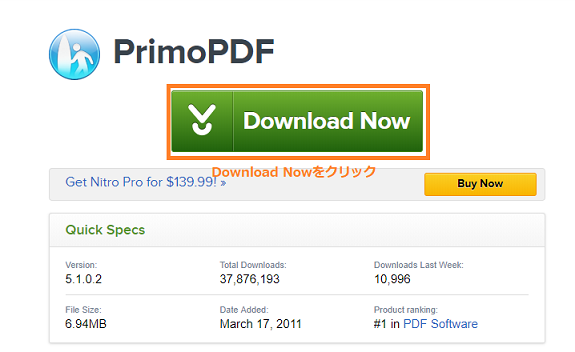 PrimoPDF
Download Now
Download Nowをクリック
Get Nitro Pro for $139.99! »
Buy Now
Quick Specs
Version:
5.1.0.2
Total Downloads:
37,876,193
Downloads Last Week:
10,996
File Size:
6.94MB
Date Added:
March 17, 2011
Product ranking:
#1 in PDF Software